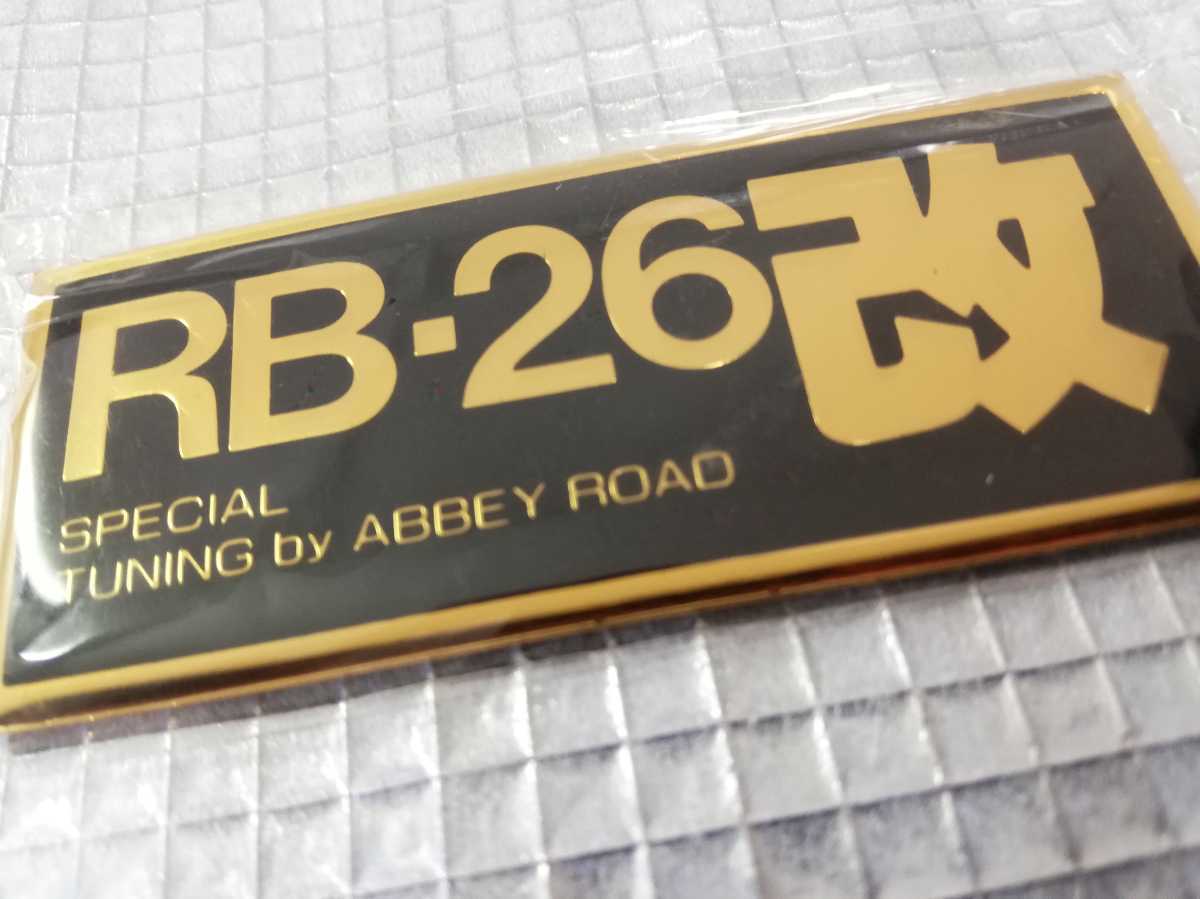 RB-26改
SPECIAL
TUNING by ABBEY ROAD